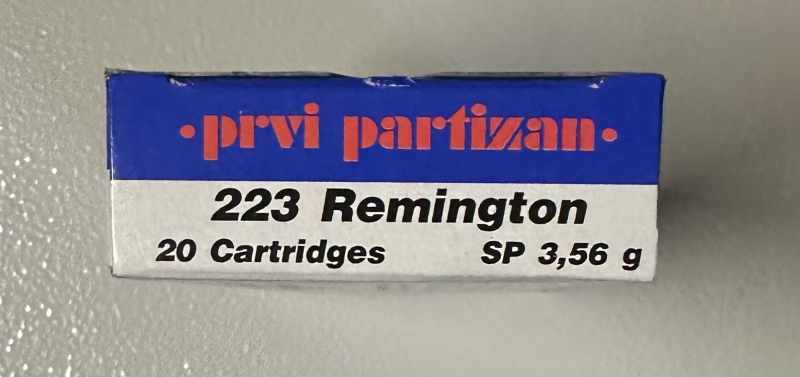 ·prvi partizan·
223 Remington
20 Cartridges SP 3,56 g